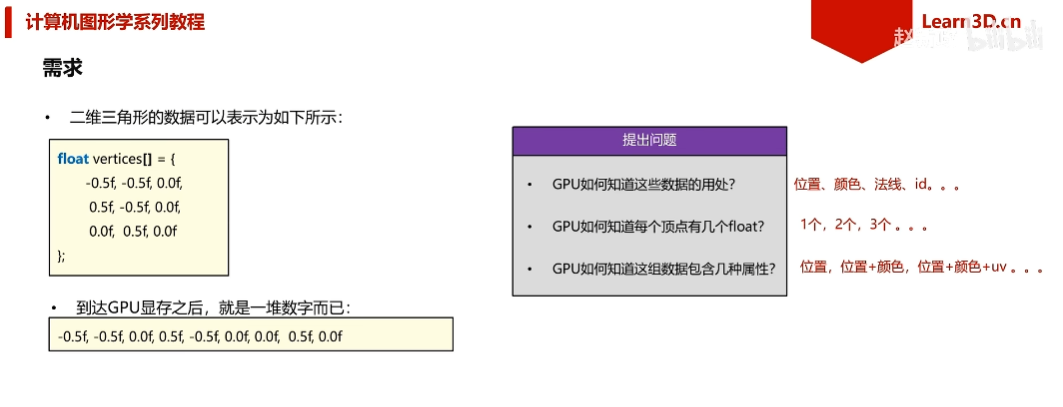 计算机图形学系列教程
Learn3D.cn
bilibili
需求
• 二维三角形的数据可以表示为如下所示：
float vertices[] = {
-0.5f, -0.5f, 0.0f,
0.5f, -0.5f, 0.0f,
0.0f, 0.5f, 0.0f
};
• 到达GPU显存之后，就是一堆数字而已：
-0.5f, -0.5f, 0.0f, 0.5f, -0.5f, 0.0f, 0.0f, 0.5f, 0.0f
提出问题
• GPU如何知道这些数据的用处？
位置、颜色、法线、id。。。
• GPU如何知道每个顶点有几个float？
1个，2个，3个 。。。
• GPU如何知道这组数据包含几种属性？
位置，位置+颜色，位置+颜色+uv 。。。